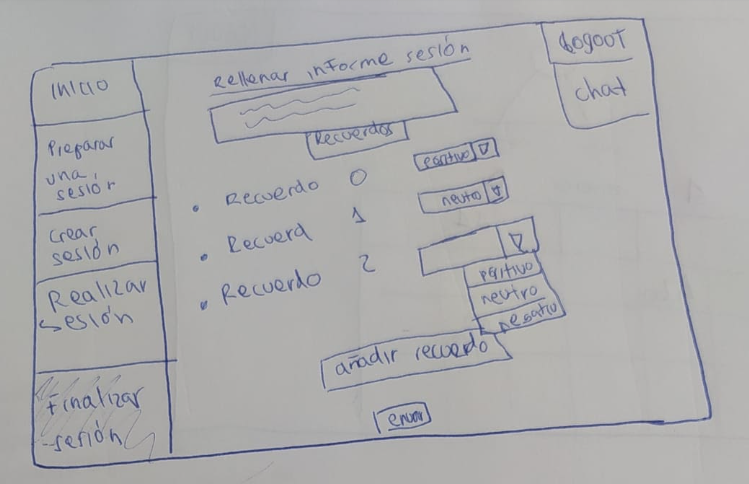 Rellenar informe sesión
logout
chat
inicio
Preparar
una
sesión
crear
sesión
Realizar
sesión
Finalizar
sesión
Recuerdos
• Recuerdo 0 positivo
• Recuerd 1 neutro
• Recuerdo 2
positivo
neutro
añadir recuerdo
enviar